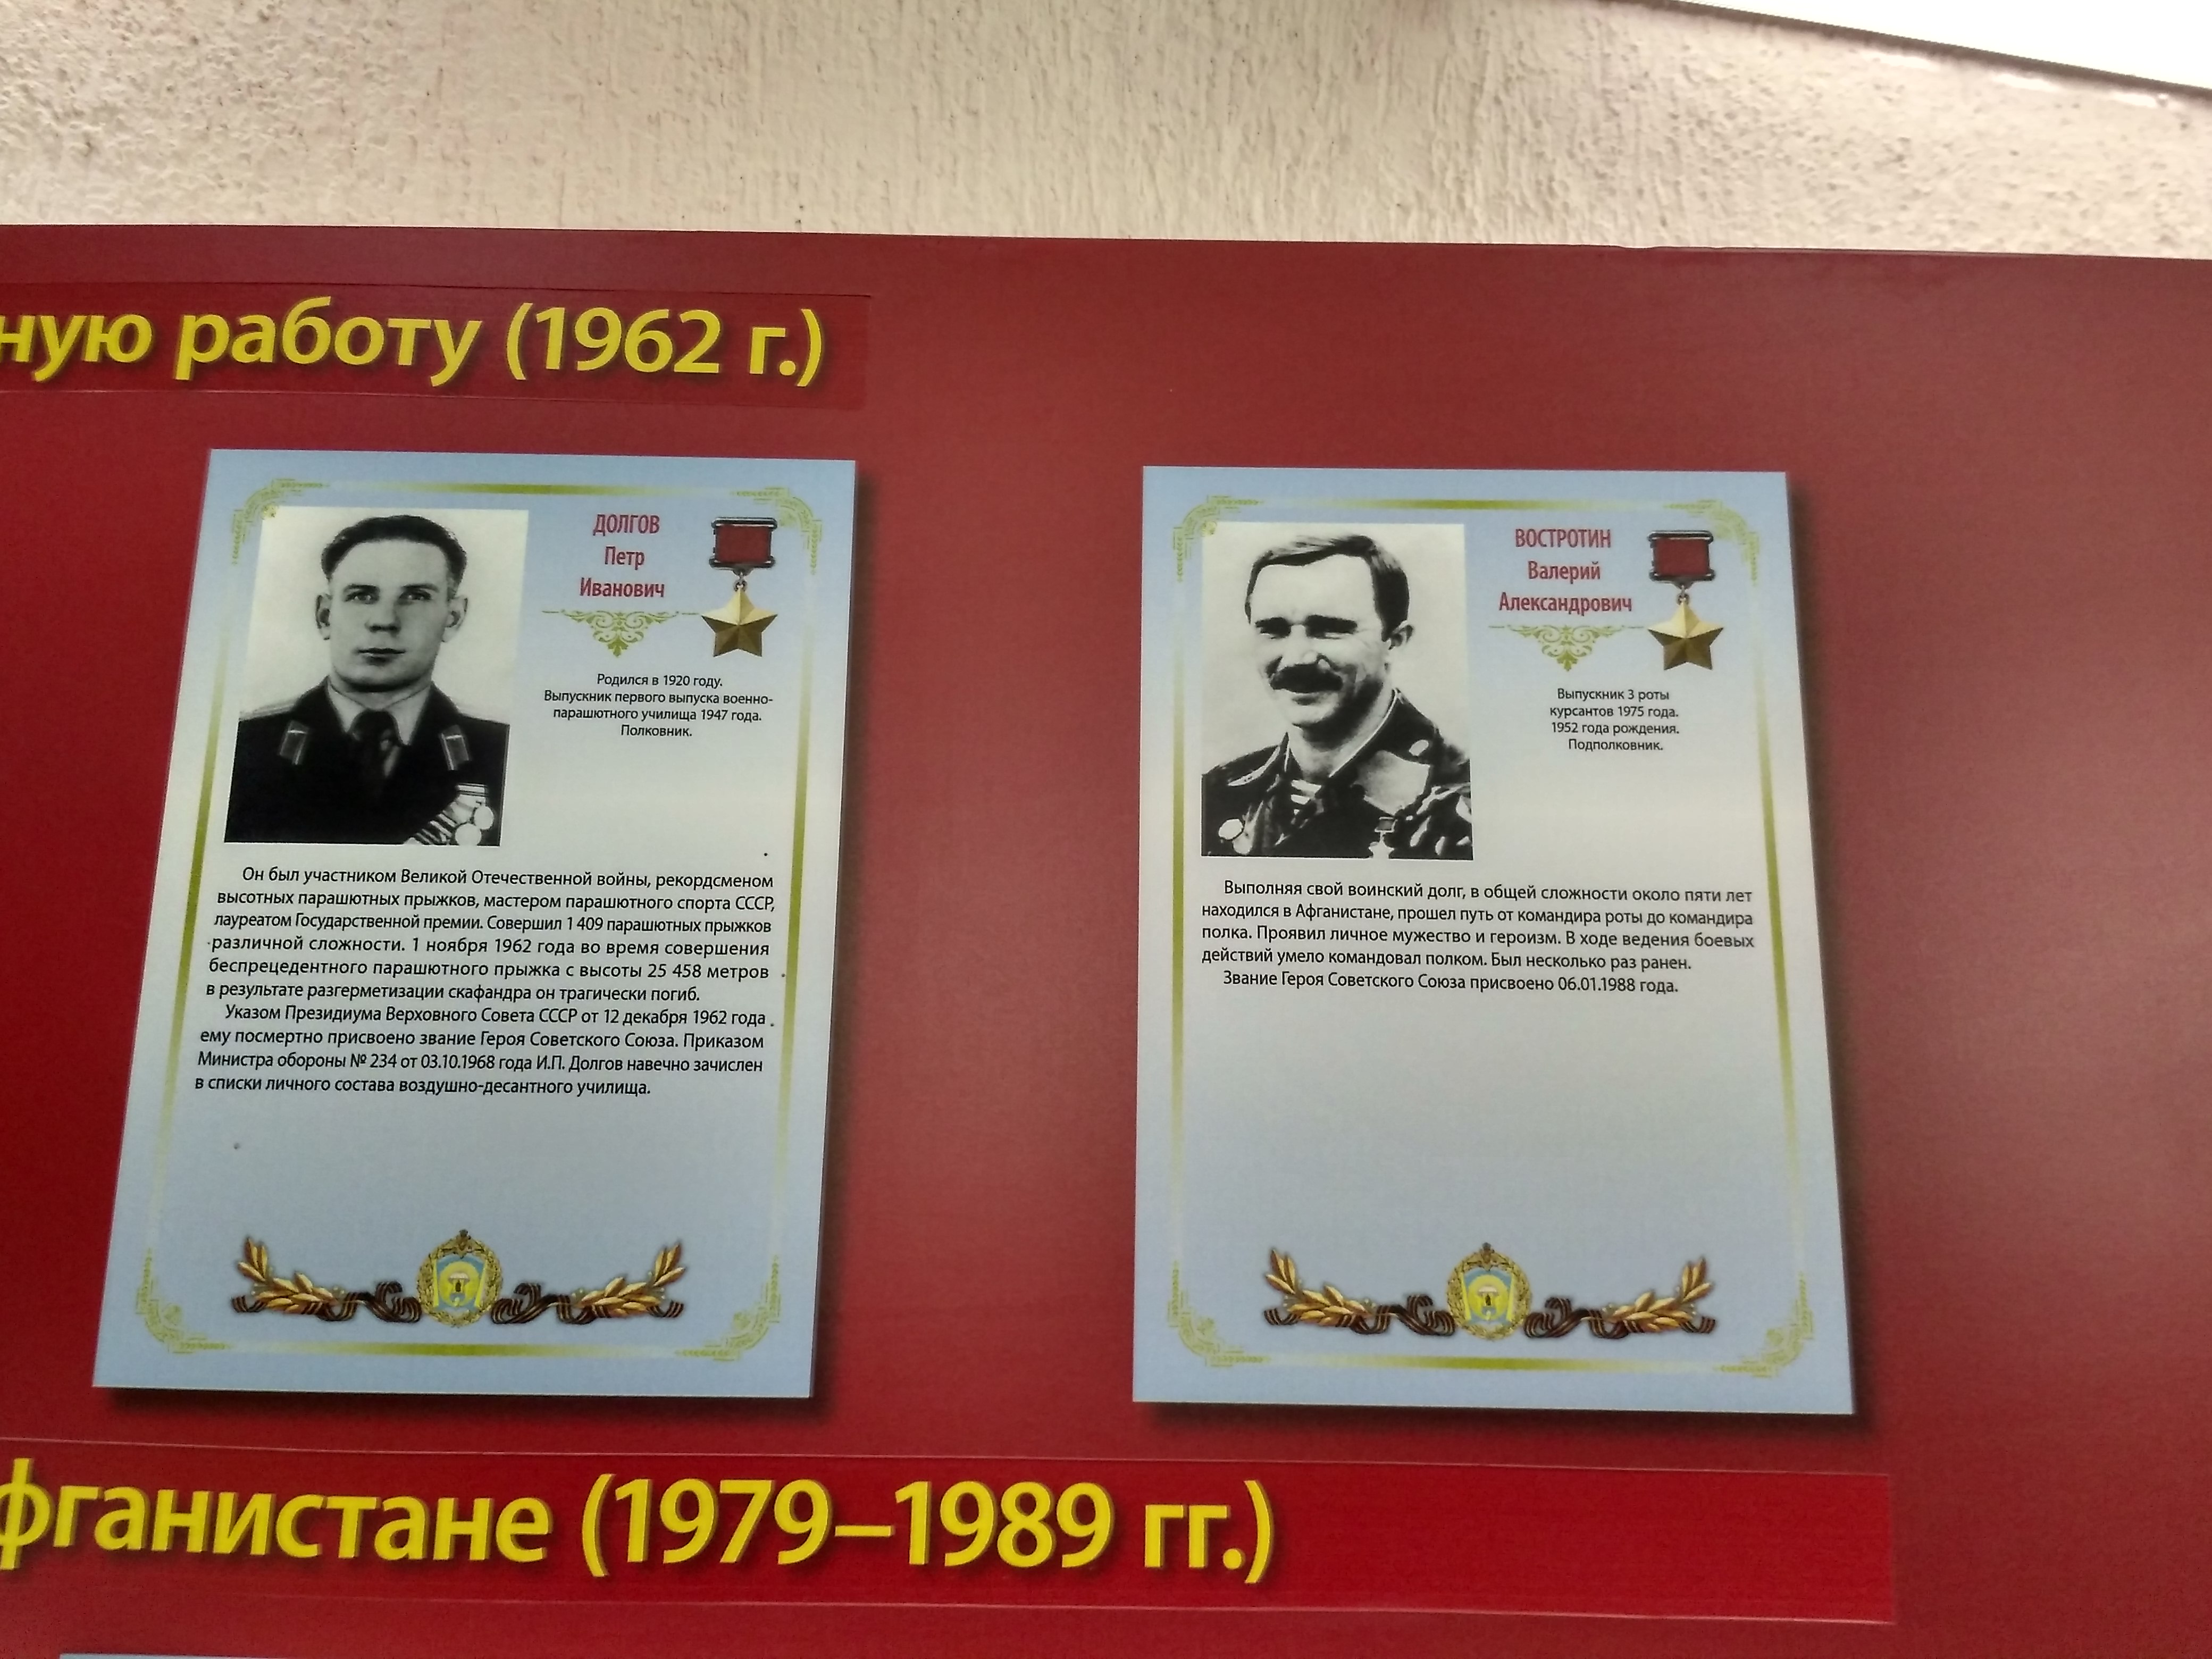 ную работу (1962 г.)
ДОЛГОВ
Петр
Иванович
Родился в 1920 году.
Выпускник первого выпуска военно-
парашютного училища 1947 года.
Полковник.
Он был участником Великой Отечественной войны, рекордсменом
высотных парашютных прыжков, мастером парашютного спорта СССР,
лауреатом Государственной премии. Совершил 1 409 парашютных прыжков
различной сложности. 1 ноября 1962 года во время совершения
беспрецедентного парашютного прыжка с высоты 25 458 метров
в результате разгерметизации скафандра он трагически погиб.
Указом Президиума Верховного Совета СССР от 12 декабря 1962 года
ему посмертно присвоено звание Героя Советского Союза. Приказом
Министра обороны № 234 от 03.10.1968 года И.П. Долгов навечно зачислен
в списки личного состава воздушно-десантного училища.
ВОСТРОТИН
Валерий
Александрович
Выпускник 3 роты
курсантов 1975 года.
1952 года рождения.
Подполковник.
Выполняя свой воинский долг, в общей сложности около пяти лет
находился в Афганистане, прошел путь от командира роты до командира
полка. Проявил личное мужество и героизм. В ходе ведения боевых
действий умело командовал полком. Был несколько раз ранен.
Звание Героя Советского Союза присвоено 06.01.1988 года.
фганистане (1979–1989 гг.)